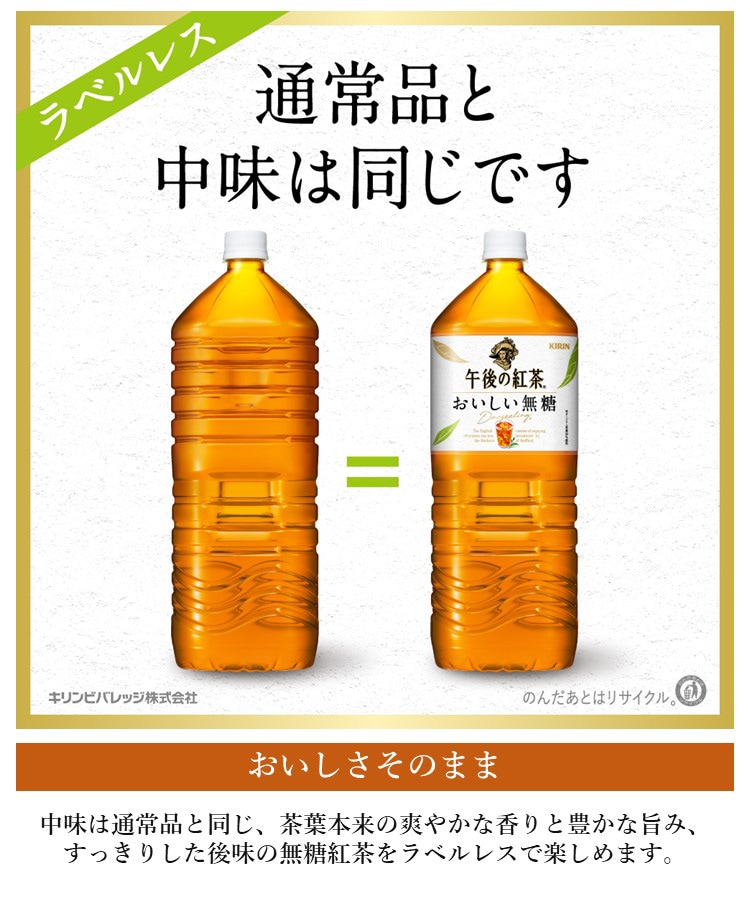 ラベルレス
通常品と
中味は同じです
KIRIN
午後の紅茶
おいしい無糖
Darjeeling
=
キリンビバレッジ株式会社
のんだあとはリサイクル。
おいしさそのまま
中味は通常品と同じ、茶葉本来の爽やかな香りと豊かな旨み、
すっきりした後味の無糖紅茶をラベルレスで楽しめます。